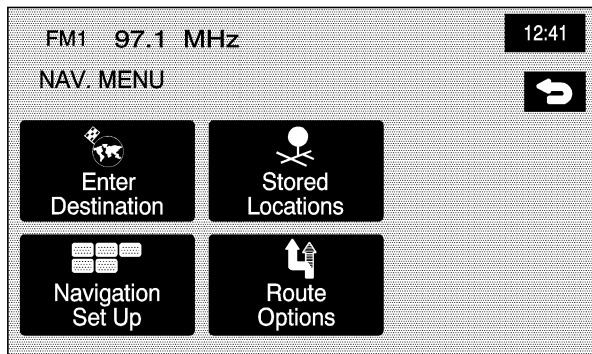 FM1 97.1 MHz
12:41
NAV. MENU
Enter
Destination
Stored
Locations
Navigation
Set Up
Route
Options